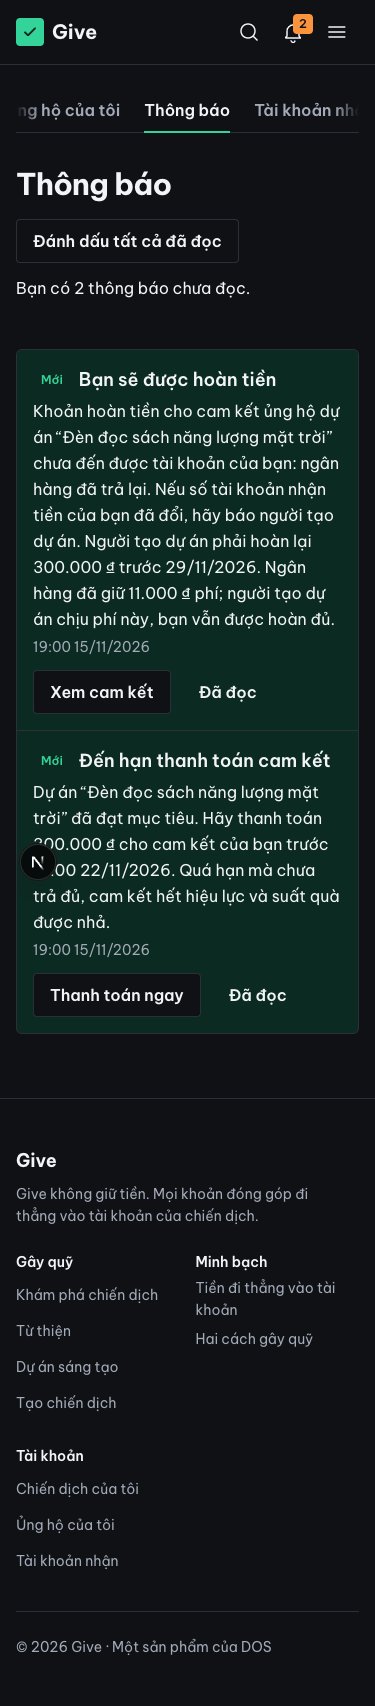 Give
2
ng hộ của tôi
Thông báo
Tài khoản
Thông báo
Đánh dấu tất cả đã đọc
Bạn có 2 thông báo chưa đọc.
Mới
Bạn sẽ được hoàn tiền
Khoản hoàn tiền cho cam kết ủng hộ dự
án “Đèn đọc sách năng lượng mặt trời”
chưa đến được tài khoản của bạn: ngân
hàng đã trả lại. Nếu số tài khoản nhận
tiền của bạn đã đổi, hãy báo người tạo
dự án. Người tạo dự án phải hoàn lại
300.000 ₫ trước 29/11/2026. Ngân
hàng đã giữ 11.000 ₫ phí; người tạo dự
án chịu phí này, bạn vẫn được hoàn đủ.
19:00 15/11/2026
Xem cam kết
Đã đọc
Mới
Đến hạn thanh toán cam kết
Dự án “Đèn đọc sách năng lượng mặt
trời” đã đạt mục tiêu. Hãy thanh toán
300.000 ₫ cho cam kết của bạn trước
00 22/11/2026. Quá hạn mà chưa
trả đủ, cam kết hết hiệu lực và suất quà
được nhả.
19:00 15/11/2026
Thanh toán ngay
Đã đọc
Give
Give không giữ tiền. Mọi khoản đóng góp đi
thẳng vào tài khoản của chiến dịch.
Gây quỹ
Khám phá chiến dịch
Từ thiện
Dự án sáng tạo
Tạo chiến dịch
Minh bạch
Tiền đi thẳng vào tài
khoản
Hai cách gây quỹ
Tài khoản
Chiến dịch của tôi
Ủng hộ của tôi
Tài khoản nhận
© 2026 Give · Một sản phẩm của DOS